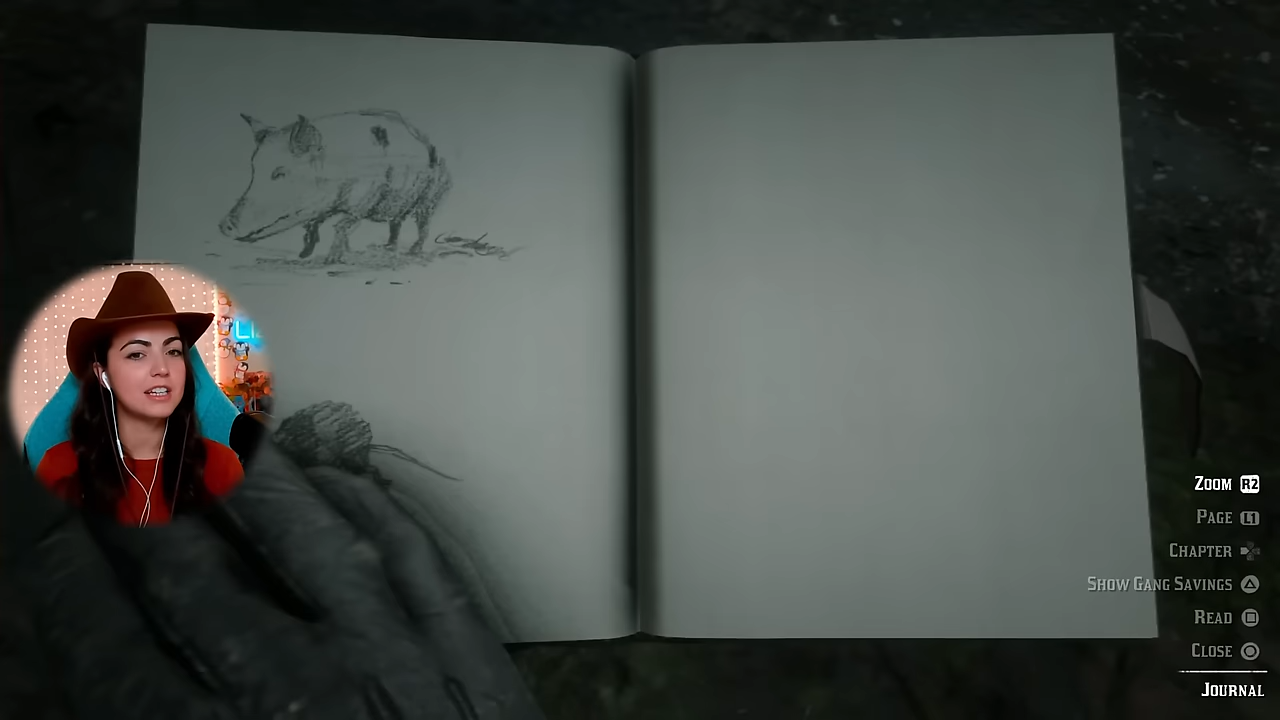 ZOOM R2
PAGE L1
CHAPTER
SHOW GANG SAVINGS
READ
CLOSE
JOURNAL